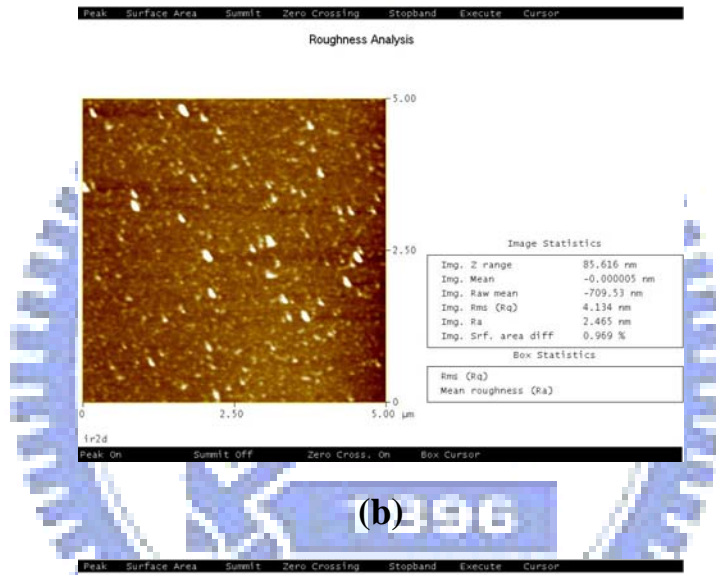 Peak Surface Area Summit Zero Crossing Stopband Execute Cursor
Roughness Analysis
5.00
2.50
0
0 2.50 5.00 µm
Image Statistics
Img. Z range 85.616 nm
Img. Mean -0.000005 nm
Img. Raw mean -709.53 nm
Img. Rms (Rq) 4.134 nm
Img. Ra 2.465 nm
Img. Srf. area diff 0.969 %
Box Statistics
Rms (Rq)
Mean roughness (Ra)
ir2d
Peak On Summit Off Zero Cross. On Box Cursor
(b)
1896
Peak Surface Area Summit Zero Crossing Stopband Execute Cursor